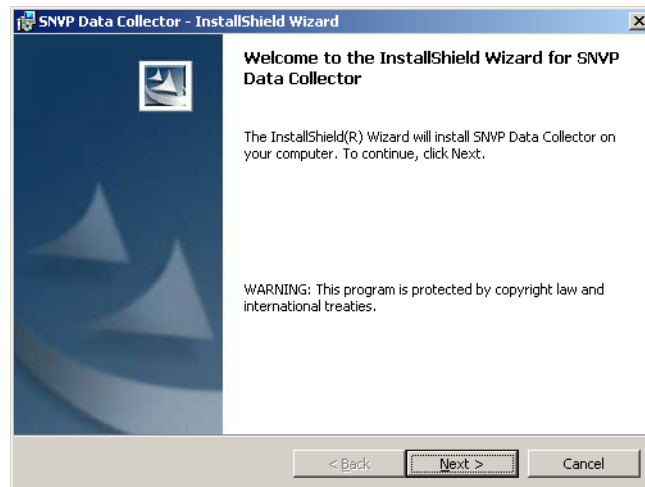 SNVP Data Collector - InstallShield Wizard
Welcome to the InstallShield Wizard for SNVP
Data Collector
The InstallShield(R) Wizard will install SNVP Data Collector on
your computer. To continue, click Next.
WARNING: This program is protected by copyright law and
international treaties.
< Back Next > Cancel